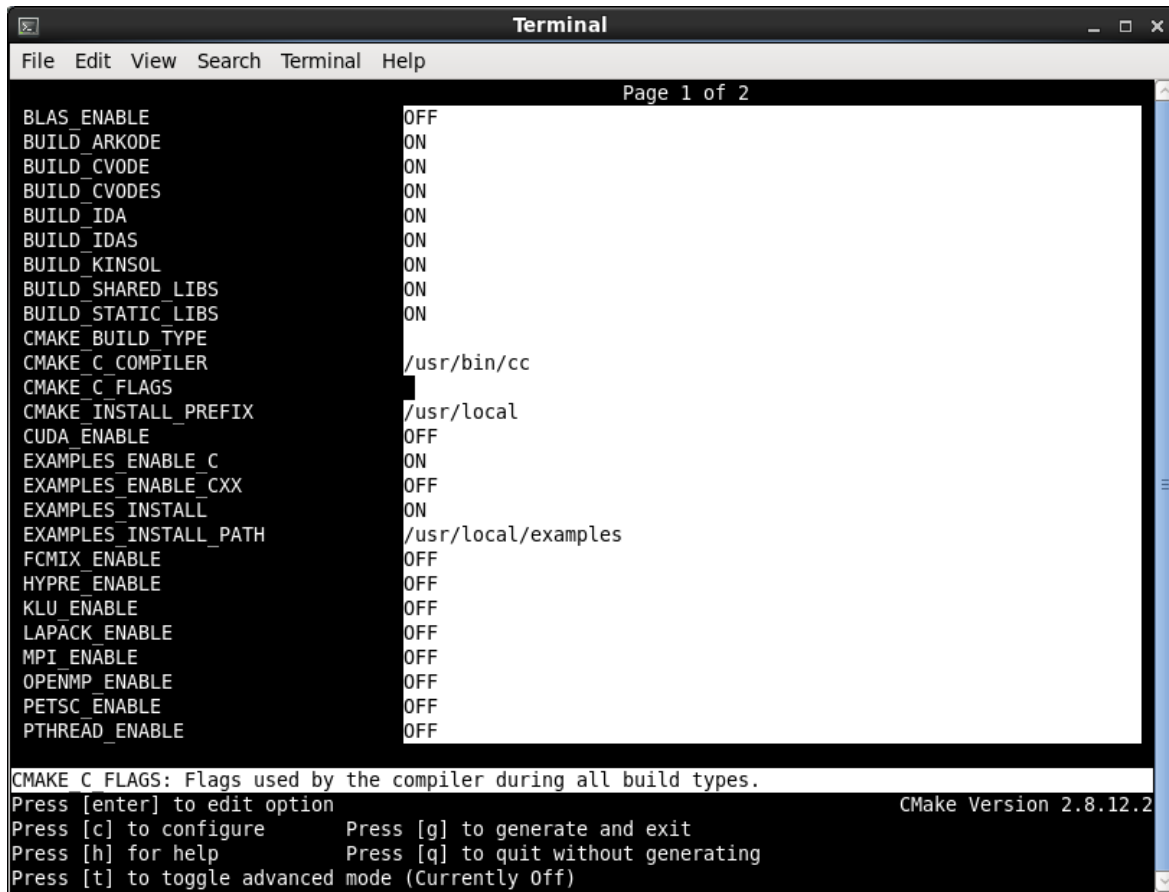 Terminal
File Edit View Search Terminal Help
Page 1 of 2
BLAS_ENABLE OFF
BUILD_ARKODE ON
BUILD_CVODE ON
BUILD_CVODES ON
BUILD_IDA ON
BUILD_IDAS ON
BUILD_KINSOL ON
BUILD_SHARED_LIBS ON
BUILD_STATIC_LIBS ON
CMAKE_BUILD_TYPE
CMAKE_C_COMPILER /usr/bin/cc
CMAKE_C_FLAGS
CMAKE_INSTALL_PREFIX /usr/local
CUDA_ENABLE OFF
EXAMPLES_ENABLE_C ON
EXAMPLES_ENABLE_CXX OFF
EXAMPLES_INSTALL ON
EXAMPLES_INSTALL_PATH /usr/local/examples
FCMIX_ENABLE OFF
HYPRE_ENABLE OFF
KLU_ENABLE OFF
LAPACK_ENABLE OFF
MPI_ENABLE OFF
OPENMP_ENABLE OFF
PETSC_ENABLE OFF
PTHREAD_ENABLE OFF
CMAKE_C_FLAGS: Flags used by the compiler during all build types.
Press [enter] to edit option CMake Version 2.8.12.2
Press [c] to configure Press [g] to generate and exit
Press [h] for help Press [q] to quit without generating
Press [t] to toggle advanced mode (Currently Off)